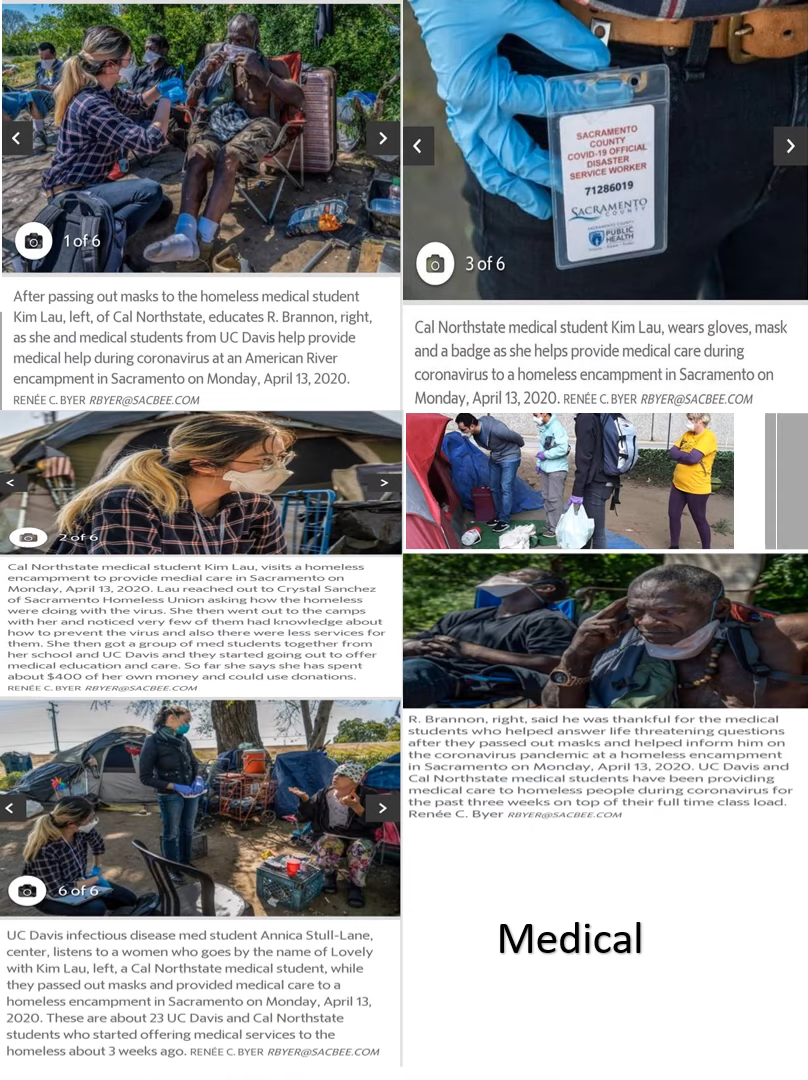 1 of 6
After passing out masks to the homeless medical student
Kim Lau, left, of Cal Northstate, educates R. Brannon, right,
as she and medical students from UC Davis help provide
medical help during coronavirus at an American River
encampment in Sacramento on Monday, April 13, 2020.
RENÉE C. BYER RBYER@SACBEE.COM
SACRAMENTO
COUNTY
COVID-19 OFFICIAL
DISASTER
SERVICE WORKER
71286019
SACRAMENTO
COUNTY
PUBLIC
HEALTH
3 of 6
Cal Northstate medical student Kim Lau, wears gloves, mask
and a badge as she helps provide medical care during
coronavirus to a homeless encampment in Sacramento on
Monday, April 13, 2020. RENÉE C. BYER RBYER@SACBEE.COM
2 of 6
Cal Northstate medical student Kim Lau, visits a homeless
encampment to provide medial care in Sacramento on
Monday, April 13, 2020. Lau reached out to Crystal Sanchez
of Sacramento Homeless Union asking how the homeless
were doing with the virus. She then went out to the camps
with her and noticed very few of them had knowledge about
how to prevent the virus and also there were less services for
them. She then got a group of med students together from
her school and UC Davis and they started going out to offer
medical education and care. So far she says she has spent
about $400 of her own money and could use donations.
RENÉE C. BYER RBYER@SACBEE.COM
R. Brannon, right, said he was thankful for the medical
students who helped answer life threatening questions
after they passed out masks and helped inform him on
the coronavirus pandemic at a homeless encampment
in Sacramento on Monday, April 13, 2020. UC Davis and
Cal Northstate medical students have been providing
medical care to homeless people during coronavirus for
the past three weeks on top of their full time class load.
Renée C. Byer RBYER@SACBEE.COM
6 of 6
UC Davis infectious disease med student Annica Stull-Lane,
center, listens to a women who goes by the name of Lovely
with Kim Lau, left, a Cal Northstate medical student, while
they passed out masks and provided medical care to a
homeless encampment in Sacramento on Monday, April 13,
2020. These are about 23 UC Davis and Cal Northstate
students who started offering medical services to the
homeless about 3 weeks ago. RENÉE C. BYER RBYER@SACBEE.COM
Medical